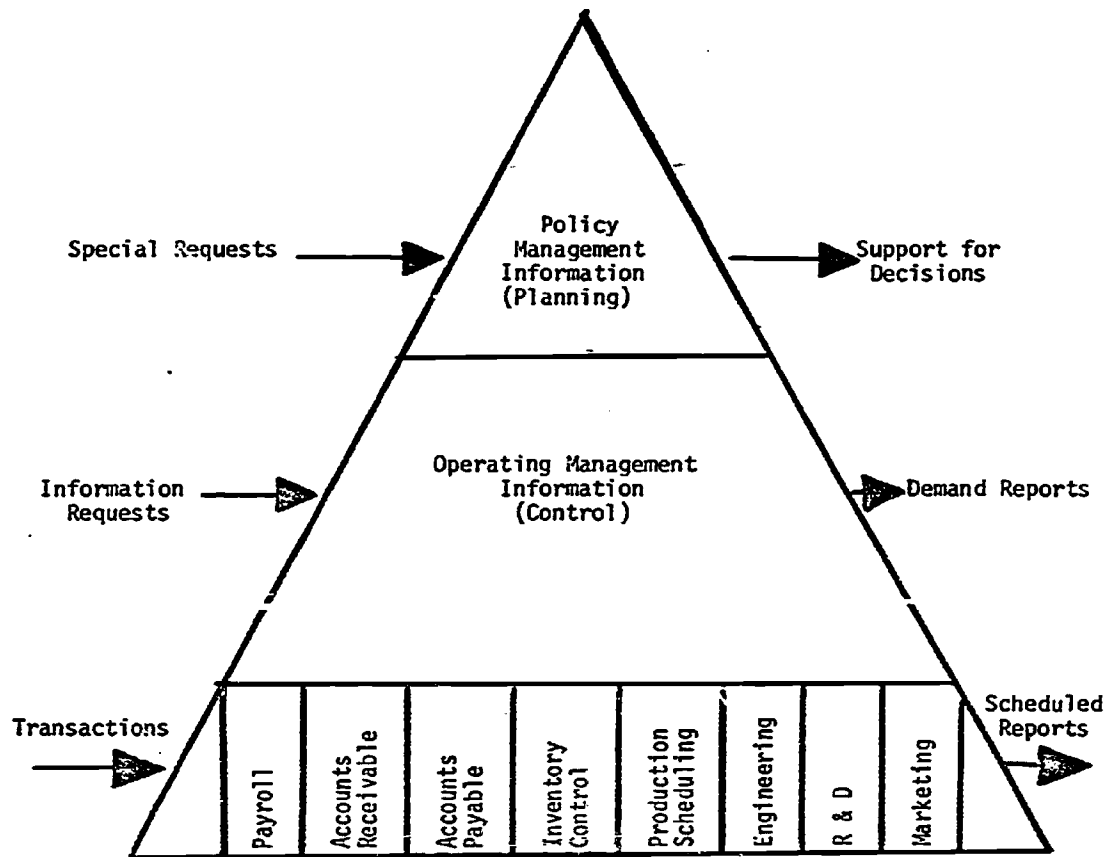 Policy
Management
Information
(Planning)
Special Requests
Support for
Decisions
Operating Management
Information
(Control)
Information
Requests
Demand Reports
Transactions
Scheduled
Reports
Payroll
Accounts
Receivable
Accounts
Payable
Inventory
Control
Production
Scheduling
Engineering
R & D
Marketing